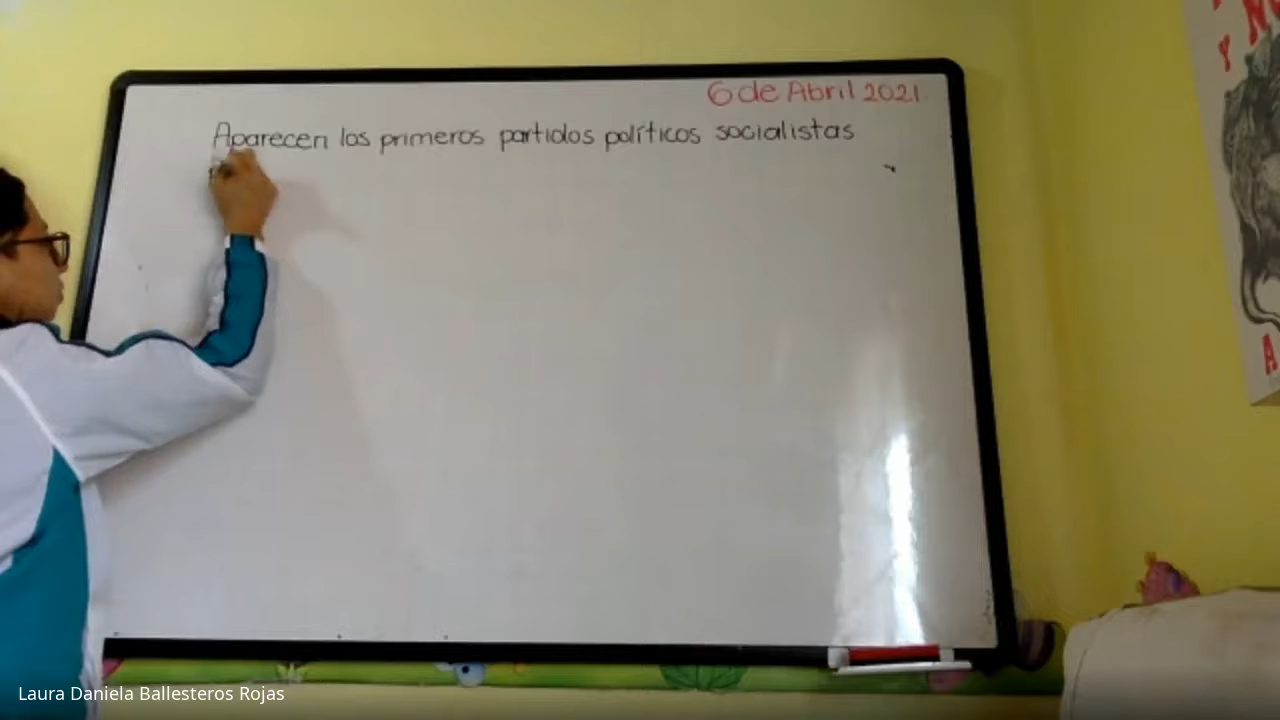 6 de Abril 2021
Aparecen los primeros partidos políticos socialistas
Y
A
Laura Daniela Ballesteros Rojas